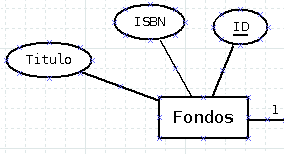 ISBN
ID
Titulo
Fondos
1